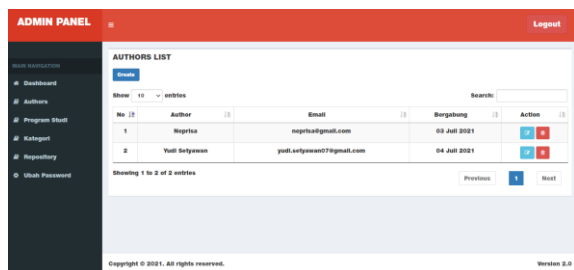 ADMIN PANEL
Logout
MAIN NAVIGATION
Dashboard
Authors
Program Studi
Kategori
Repository
Ubah Password
AUTHORS LIST
Create
Show 10 entries
Search:
No Author Email Bergabung Action
1 Neprisa neprisa@gmail.com 03 Juli 2021
2 Yudi Setyawan yudi.setyawan07@gmail.com 04 Juli 2021
Showing 1 to 2 of 2 entries
Previous 1 Next
Copyright © 2021. All rights reserved.
Version 2.0